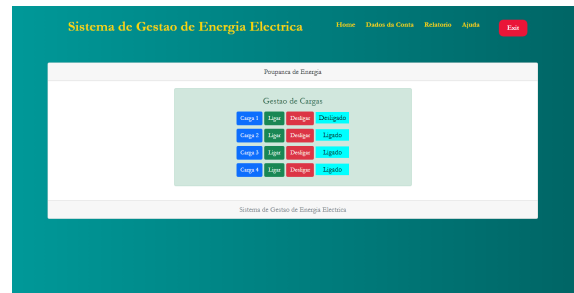 Sistema de Gestao de Energia Electrica Home Dados da Conta Relatorio Ajuda Exit
Poupanca de Energia
Gestao de Cargas
Carga 1 Ligar Desligar Desligado
Carga 2 Ligar Desligar Ligado
Carga 3 Ligar Desligar Ligado
Carga 4 Ligar Desligar Ligado
Sistema de Gestao de Energia Electrica